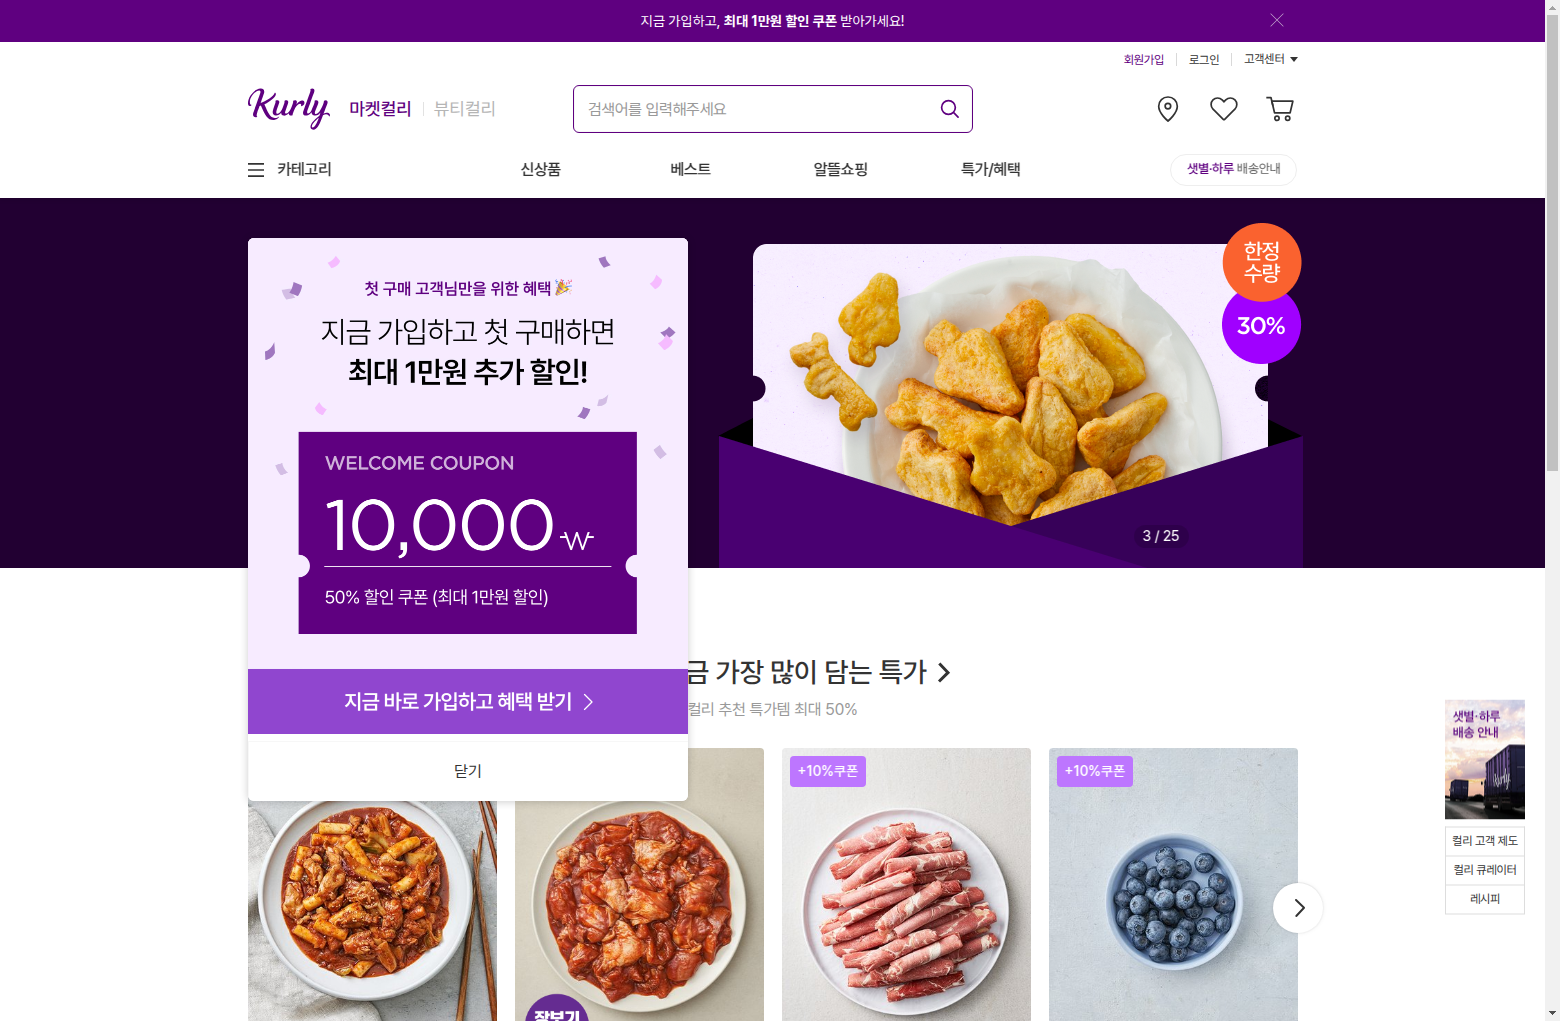 지금 가입하고, 최대 1만원 할인 쿠폰 받아가세요!
회원가입
로그인
고객센터
Kurly
마켓컬리
뷰티컬리
검색어를 입력해주세요
카테고리
신상품
베스트
알뜰쇼핑
특가/혜택
샛별·하루 배송안내
첫 구매 고객님만을 위한 혜택
지금 가입하고 첫 구매하면
최대 1만원 추가 할인!
WELCOME COUPON
10,000₩
50% 할인 쿠폰 (최대 1만원 할인)
지금 바로 가입하고 혜택 받기
닫기
한정
수량
30%
3 / 25
금 가장 많이 담는 특가
컬리 추천 특가템 최대 50%
+10%쿠폰
+10%쿠폰
잘보기
샛별·하루
배송 안내
Kurly
컬리 고객 제도
컬리 큐레이터
레시피